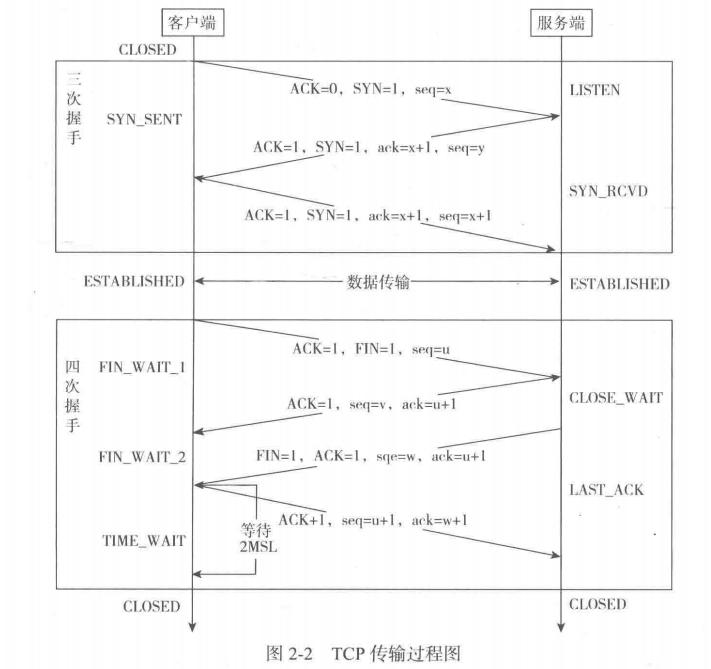 客户端
服务端
CLOSED
三次握手
ACK=0, SYN=1, seq=x
LISTEN
SYN_SENT
ACK=1, SYN=1, ack=x+1, seq=y
SYN_RCVD
ACK=1, SYN=1, ack=x+1, seq=x+1
ESTABLISHED
数据传输
ESTABLISHED
四次握手
ACK=1, FIN=1, seq=u
FIN_WAIT_1
CLOSE_WAIT
ACK=1, seq=v, ack=u+1
FIN_WAIT_2
FIN=1, ACK=1, sqe=w, ack=u+1
LAST_ACK
ACK+1, seq=u+1, ack=w+1
等待
2MSL
TIME_WAIT
CLOSED
CLOSED
图 2-2 TCP 传输过程图